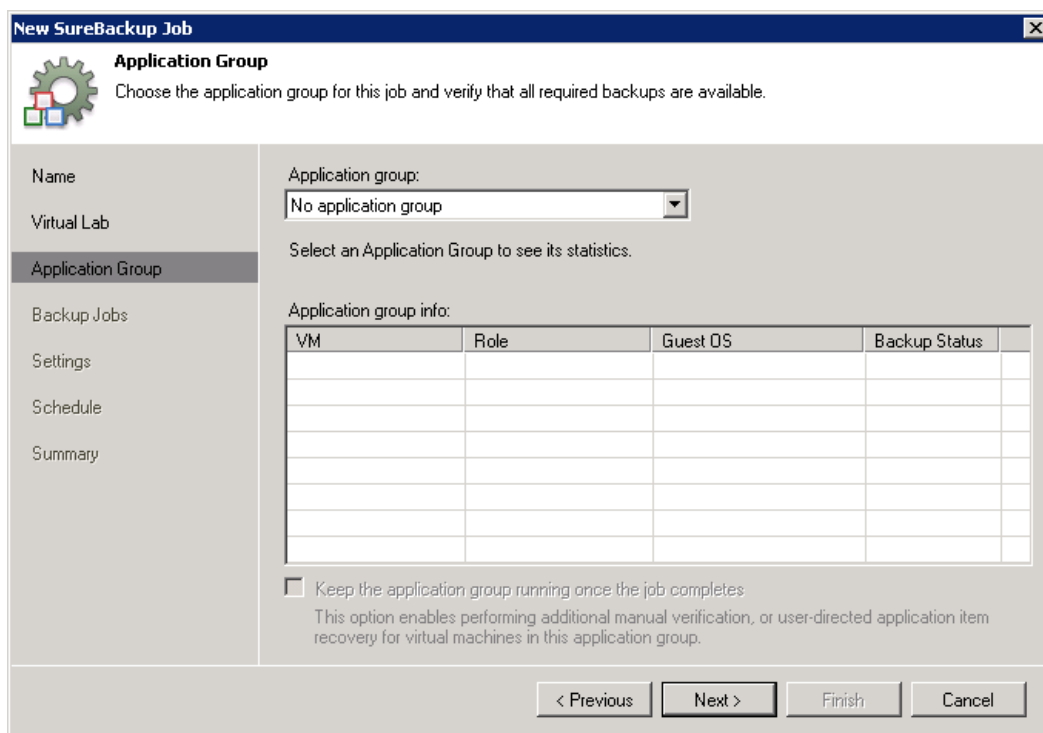 New SureBackup Job
Application Group
Choose the application group for this job and verify that all required backups are available.
Name
Virtual Lab
Application Group
Backup Jobs
Settings
Schedule
Summary
Application group:
No application group
Select an Application Group to see its statistics.
Application group info:
VM Role Guest OS Backup Status
Keep the application group running once the job completes
This option enables performing additional manual verification, or user-directed application item
recovery for virtual machines in this application group.
< Previous Next > Finish Cancel